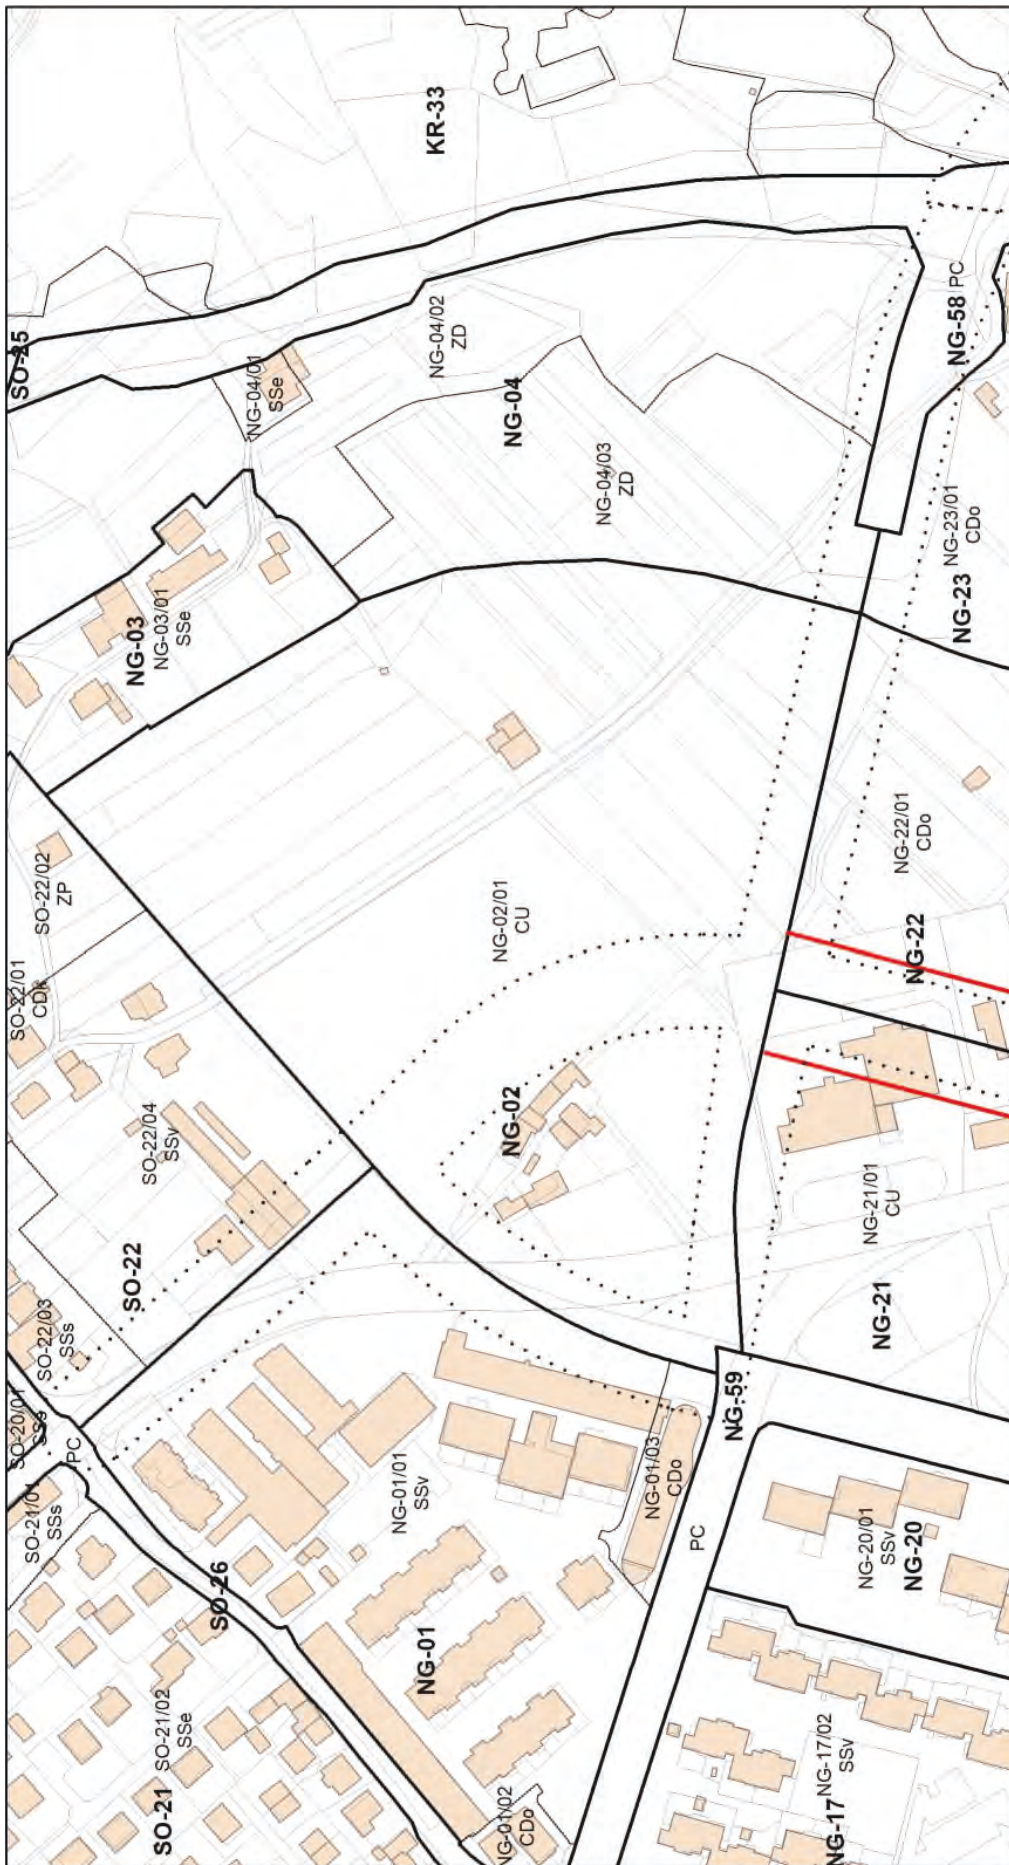 KR-33
SO-25
NG-04/02
ZD
NG-04/01
SSe
NG-04
NG-04/03
ZD
NG-58
PC
NG-23/01
CDo
NG-23
NG-03
NG-03/01
SSe
SO-22/02
ZP
SO-22/01
CDk
NG-02/01
CU
NG-22/01
CDo
NG-22
SO-22/04
SSv
NG-02
NG-21/01
CU
NG-21
SO-22
SO-22/03
SSs
SO-20/01
SSs
SO-21/01
SSs
PC
NG-59
NG-01/01
SSv
NG-01/03
CDo
PC
NG-20/01
SSv
NG-20
SO-26
NG-01
SO-21/02
SSe
SO-21
NG-01/02
CDo
NG-17/02
SSv
NG-17